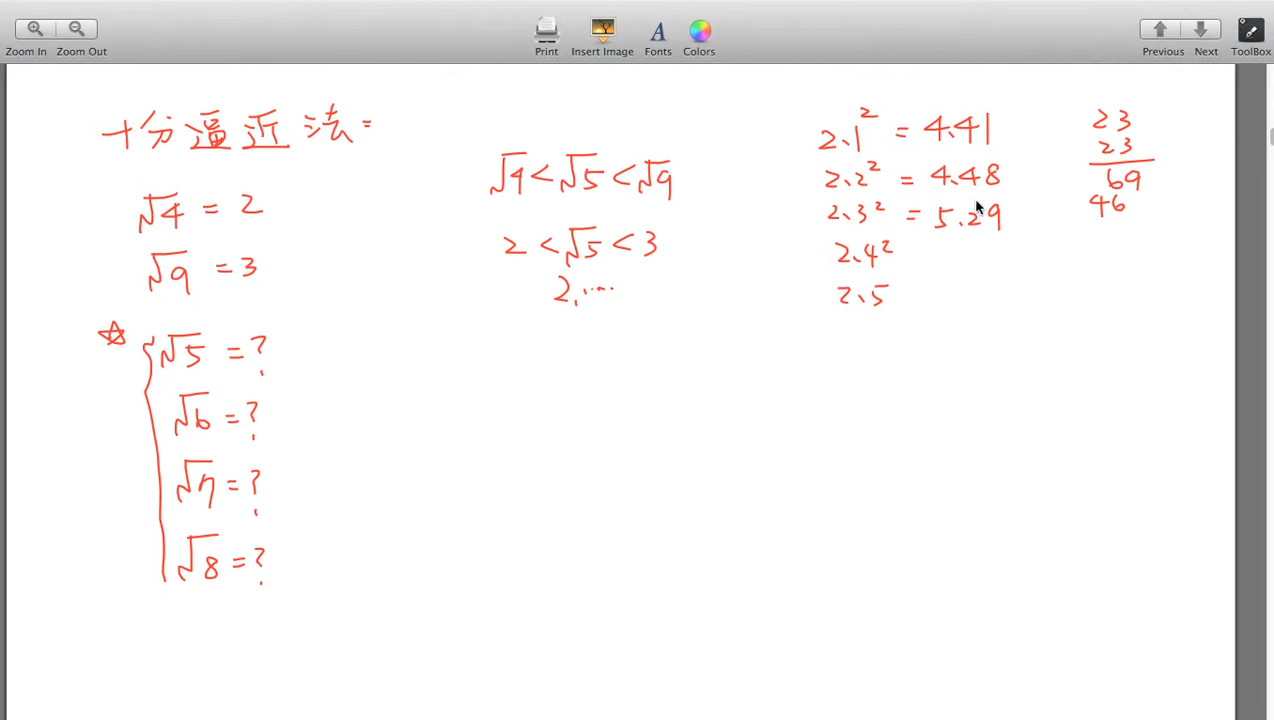 Zoom In Zoom Out Print Insert Image Fonts Colors Previous Next ToolBox
十分逼近法:
√4 = 2
√9 = 3
☆ √5 = ?
√6 = ?
√7 = ?
√8 = ?
√4 < √5 < √9
2 < √5 < 3
2.....
2.1² = 4.41
2.2² = 4.48
2.3² = 5.29
2.4²
2.5
23
23
69
46